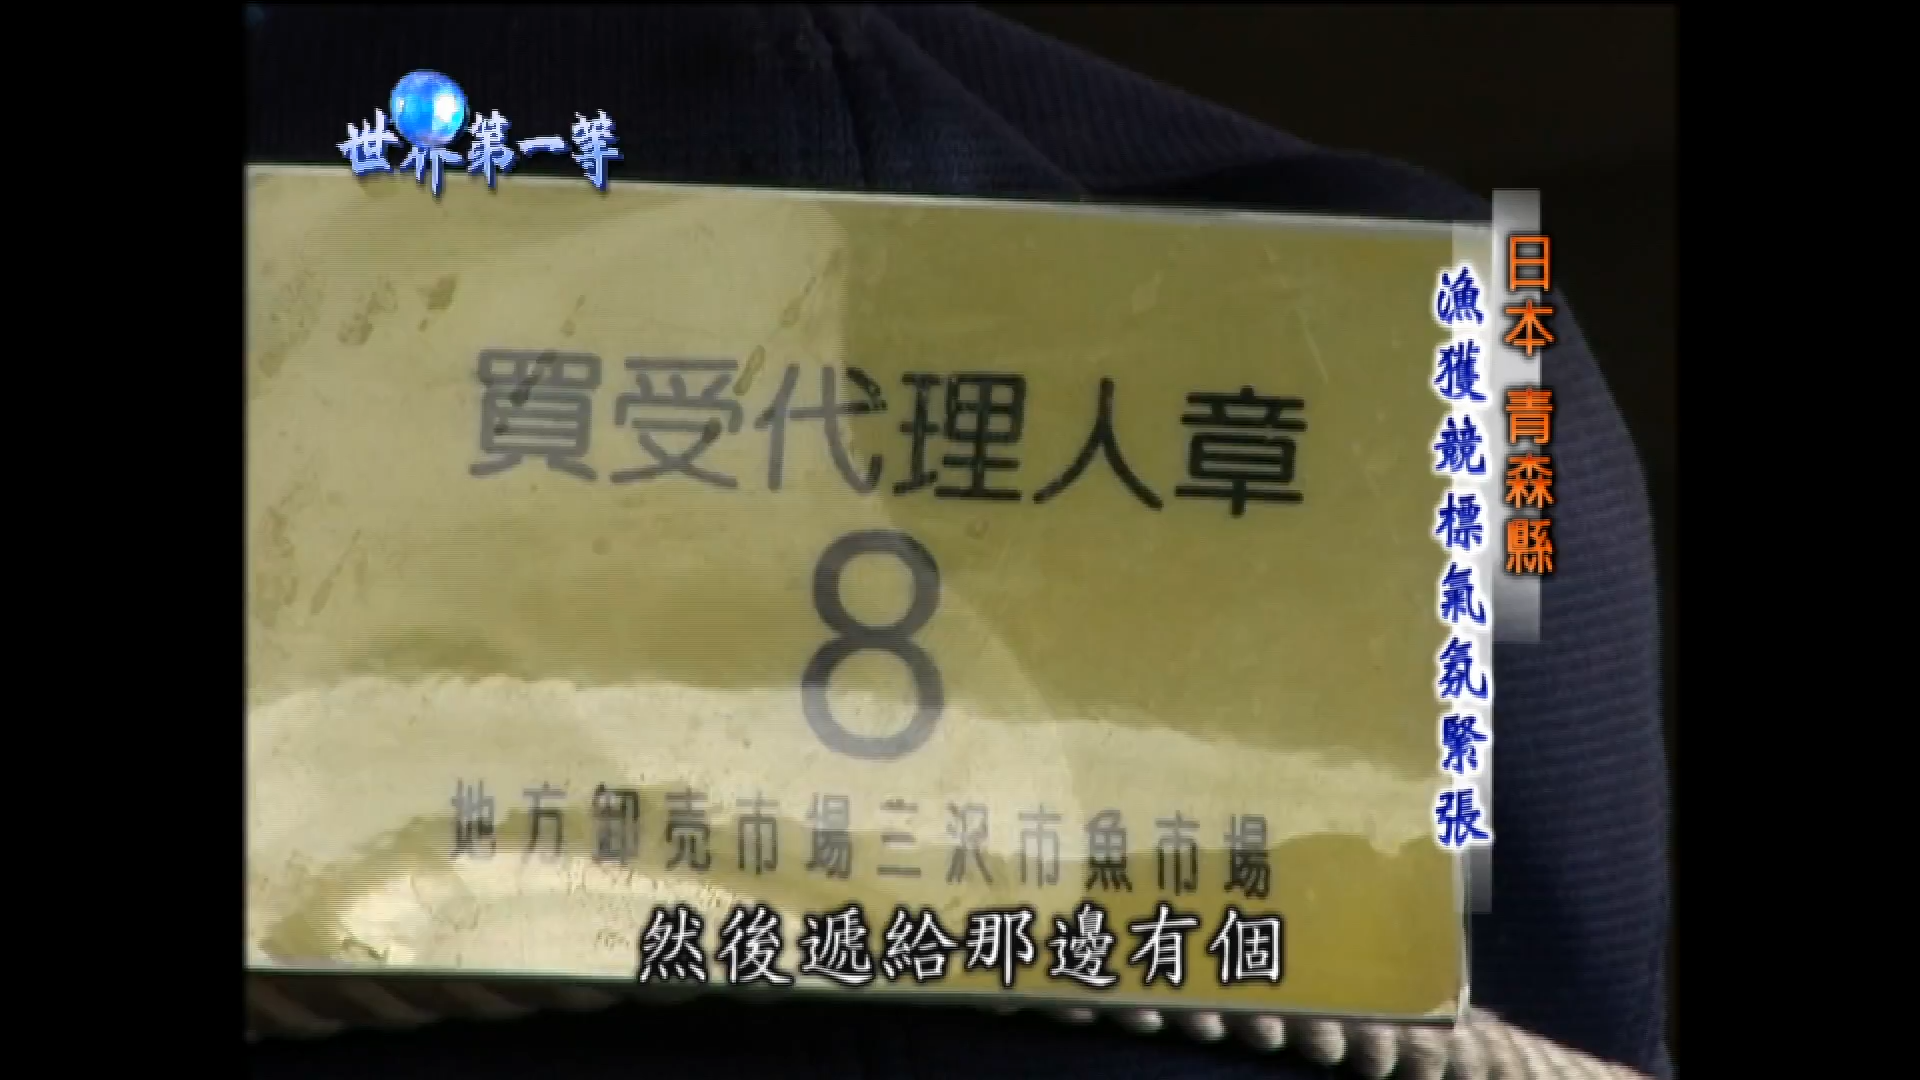 世界第一等
日本 青森縣
漁獲競標氣氛緊張
買受代理人章
8
地方卸売市場三沢市魚市場
然後遞給那邊有個